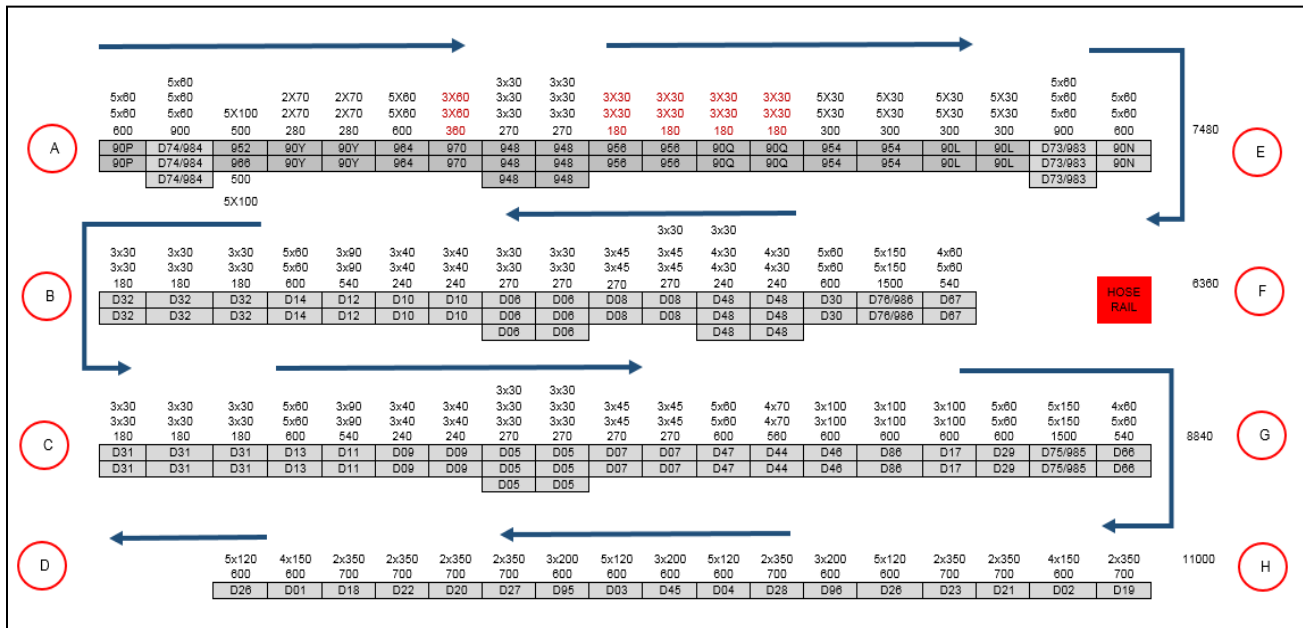 5x60 3x30 3x30 5x60
5x60 5x60 2X70 2X70 5X60 3X60 3x30 3x30 3X30 3X30 3X30 3X30 5X30 5X30 5X30 5X30 5x60 5x60
5x60 5x60 5X100 2X70 2X70 5X60 3X60 3x30 3x30 3X30 3X30 3X30 3X30 5X30 5X30 5X30 5X30 5x60 5x60
600 900 500 280 280 600 360 270 270 180 180 180 180 300 300 300 300 900 600 7480
A 90P D74/984 952 90Y 90Y 964 970 948 948 956 956 90Q 90Q 954 954 90L 90L D73/983 90N E
90P D74/984 966 90Y 90Y 964 970 948 948 956 956 90Q 90Q 954 954 90L 90L D73/983 90N
D74/984 500 948 948 D73/983
5X100
3x30 3x30
3x30 3x30 3x30 5x60 3x90 3x40 3x40 3x30 3x30 3x45 3x45 4x30 4x30 5x60 5x150 4x60
3x30 3x30 3x30 5x60 3x90 3x40 3x40 3x30 3x30 3x45 3x45 4x30 4x30 5x60 5x150 5x60
180 180 180 600 540 240 240 270 270 270 270 240 240 600 1500 540 6360
B D32 D32 D32 D14 D12 D10 D10 D06 D06 D08 D08 D48 D48 D30 D76/986 D67 HOSE F
D32 D32 D32 D14 D12 D10 D10 D06 D06 D08 D08 D48 D48 D30 D76/986 D67 RAIL
D06 D06 D48 D48
3x30 3x30
3x30 3x30 3x30 5x60 3x90 3x40 3x40 3x30 3x30 3x45 3x45 5x60 4x70 3x100 3x100 3x100 5x60 5x150 4x60
3x30 3x30 3x30 5x60 3x90 3x40 3x40 3x30 3x30 3x45 3x45 5x60 4x70 3x100 3x100 3x100 5x60 5x150 5x60
180 180 180 600 540 240 240 270 270 270 270 600 560 600 600 600 600 1500 540 8840
C D31 D31 D31 D13 D11 D09 D09 D05 D05 D07 D07 D47 D44 D46 D86 D17 D29 D75/985 D66 G
D31 D31 D31 D13 D11 D09 D09 D05 D05 D07 D07 D47 D44 D46 D86 D17 D29 D75/985 D66
D05 D05
5x120 4x150 2x350 2x350 2x350 2x350 3x200 5x120 3x200 5x120 2x350 3x200 5x120 2x350 2x350 4x150 2x350 11000
D 600 600 700 700 700 700 600 600 600 600 700 600 600 700 700 600 700 H
D26 D01 D18 D22 D20 D27 D95 D03 D45 D04 D28 D96 D26 D23 D21 D02 D19